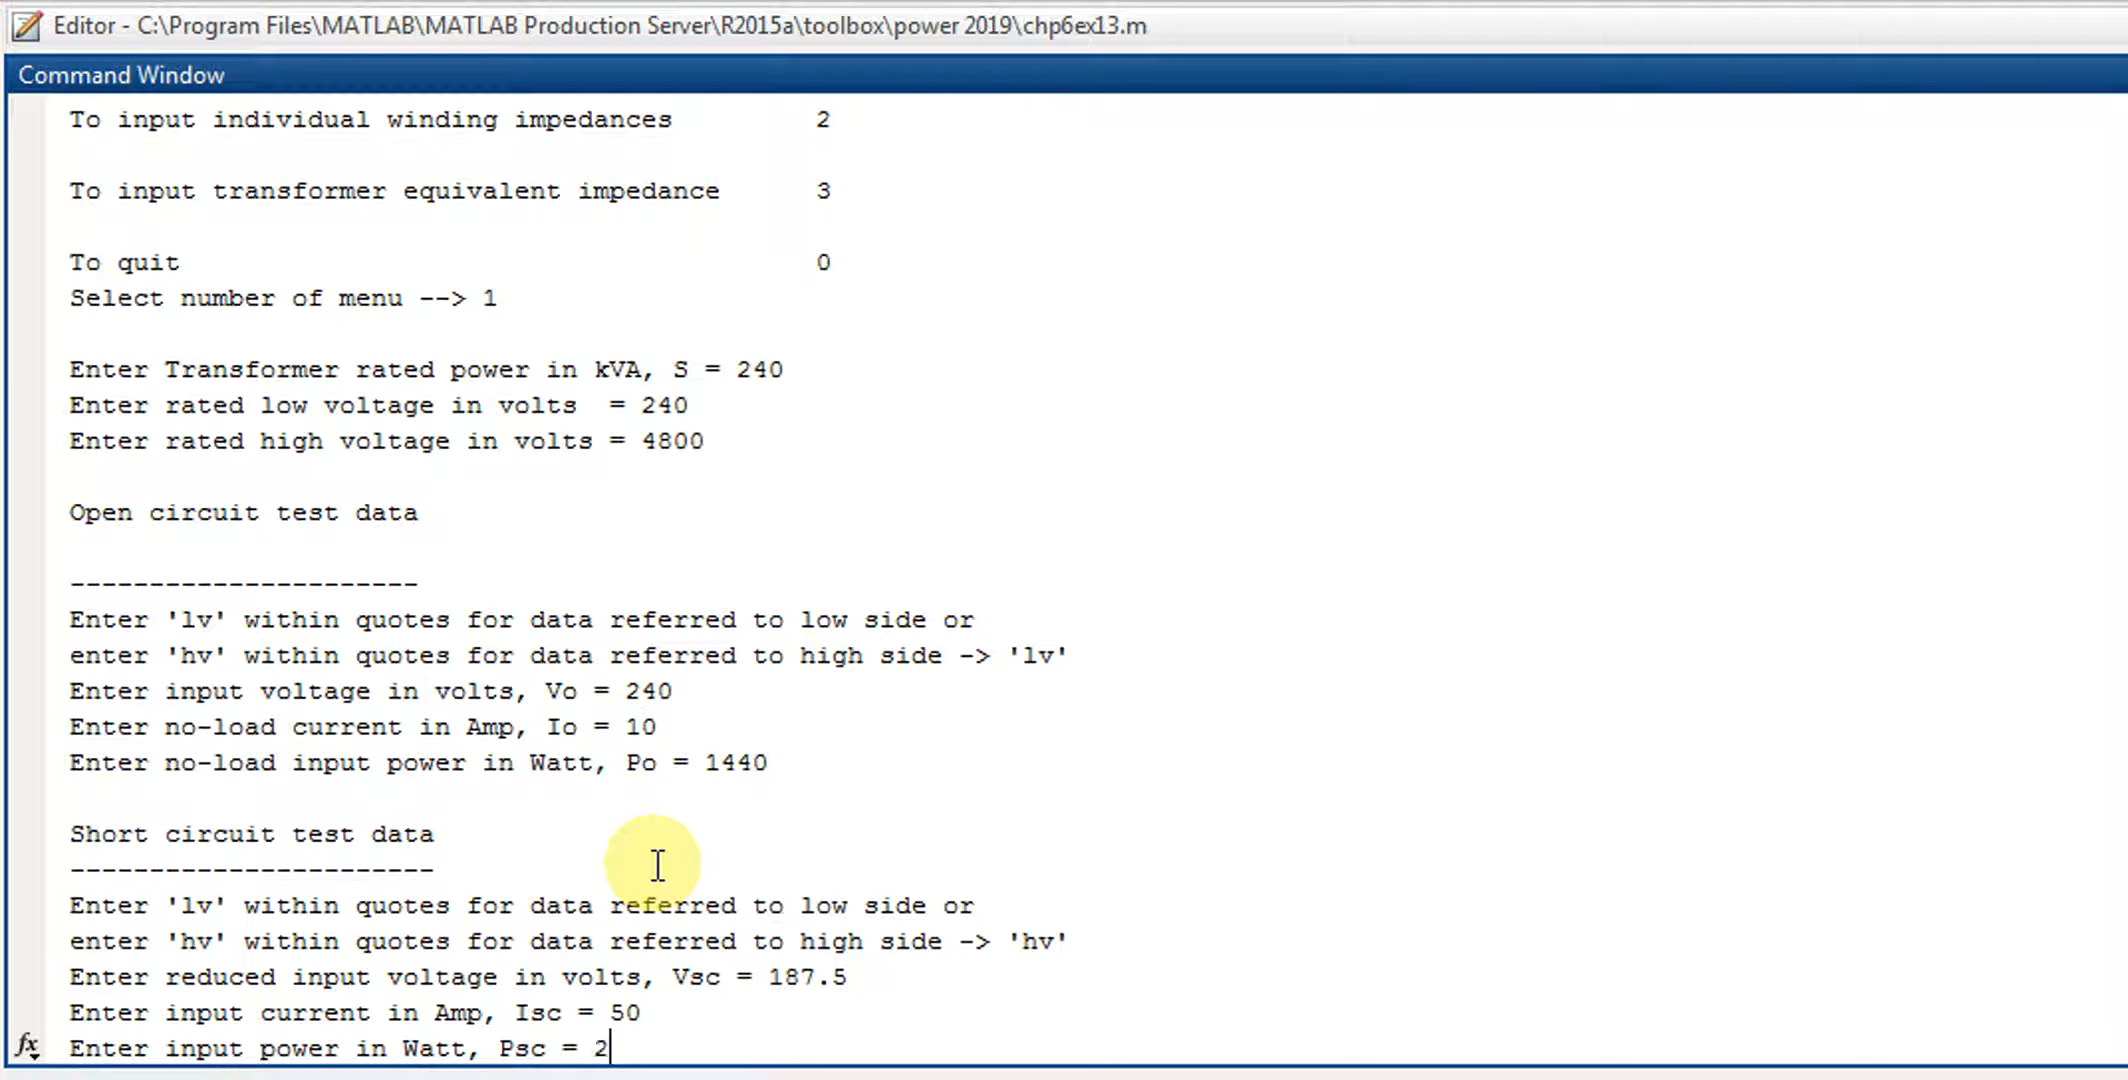 Editor - C:\Program Files\MATLAB\MATLAB Production Server\R2015a\toolbox\power 2019\chp6ex13.m
Command Window
To input individual winding impedances 2
To input transformer equivalent impedance 3
To quit 0
Select number of menu --> 1
Enter Transformer rated power in kVA, S = 240
Enter rated low voltage in volts  = 240
Enter rated high voltage in volts = 4800
Open circuit test data
----------------------
Enter 'lv' within quotes for data referred to low side or
enter 'hv' within quotes for data referred to high side -> 'lv'
Enter input voltage in volts, Vo = 240
Enter no-load current in Amp, Io = 10
Enter no-load input power in Watt, Po = 1440
Short circuit test data
-----------------------
Enter 'lv' within quotes for data referred to low side or
enter 'hv' within quotes for data referred to high side -> 'hv'
Enter reduced input voltage in volts, Vsc = 187.5
Enter input current in Amp, Isc = 50
fx Enter input power in Watt, Psc = 2